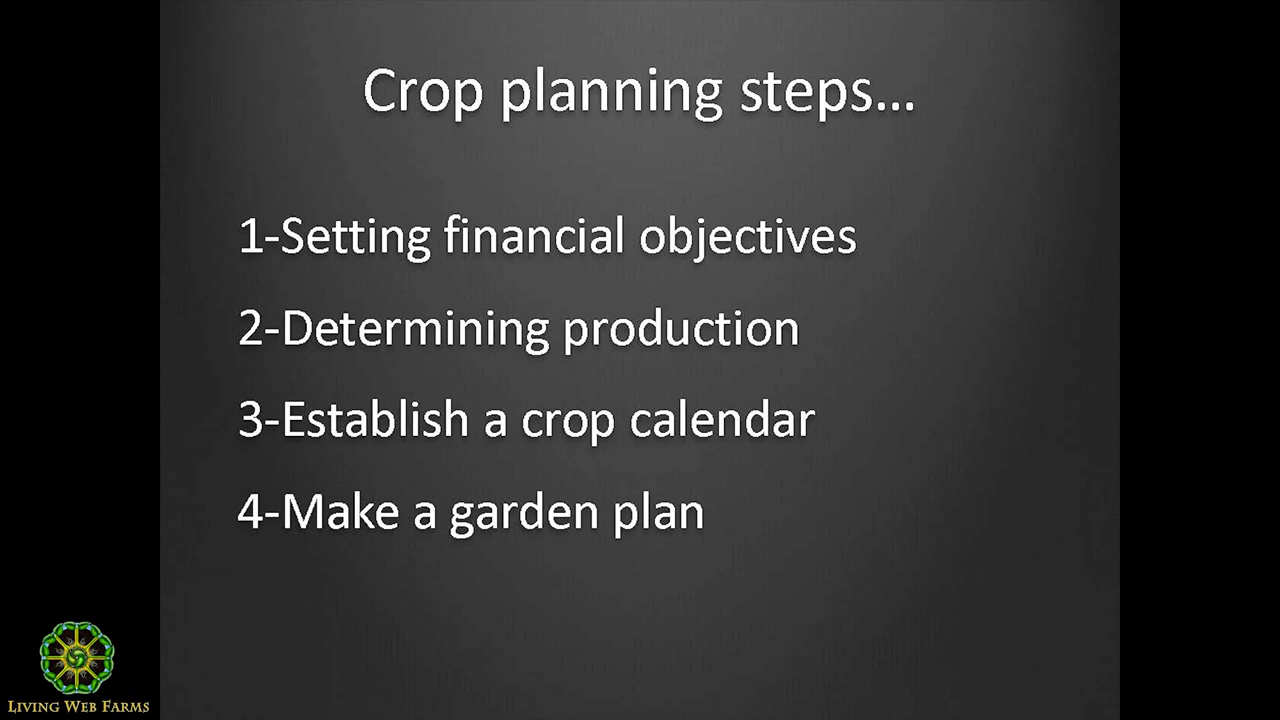 Crop planning steps...
1-Setting financial objectives
2-Determining production
3-Establish a crop calendar
4-Make a garden plan
LIVING WEB FARMS